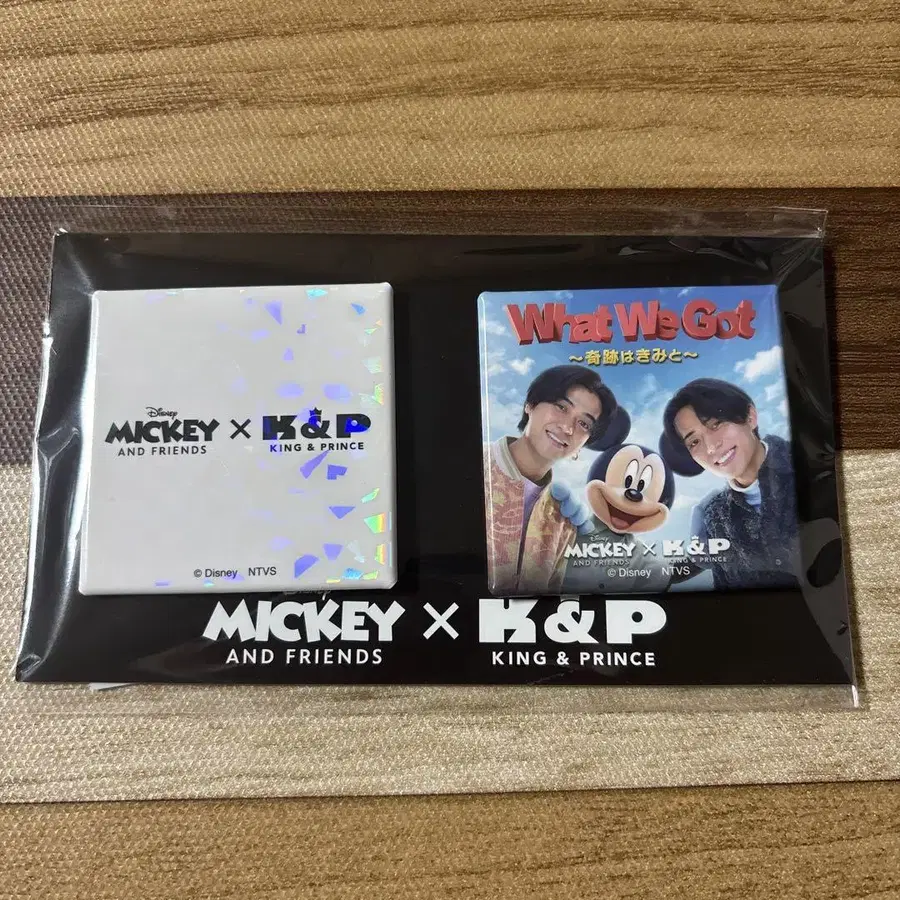 Disney
MICKEY × K&P
AND FRIENDS KING & PRINCE
© Disney NTVS
What We Got
～奇跡はきみと～
Disney
MICKEY × K&P
AND FRIENDS KING & PRINCE
© Disney NTVS
Disney
MICKEY × K&P
AND FRIENDS KING & PRINCE